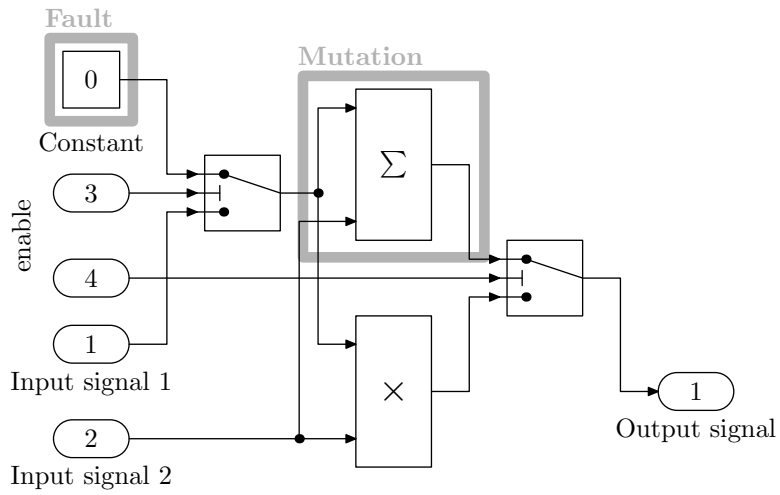 Fault
Mutation
0
Constant
Σ
3
enable
4
1
Input signal 1
×
1
Output signal
2
Input signal 2